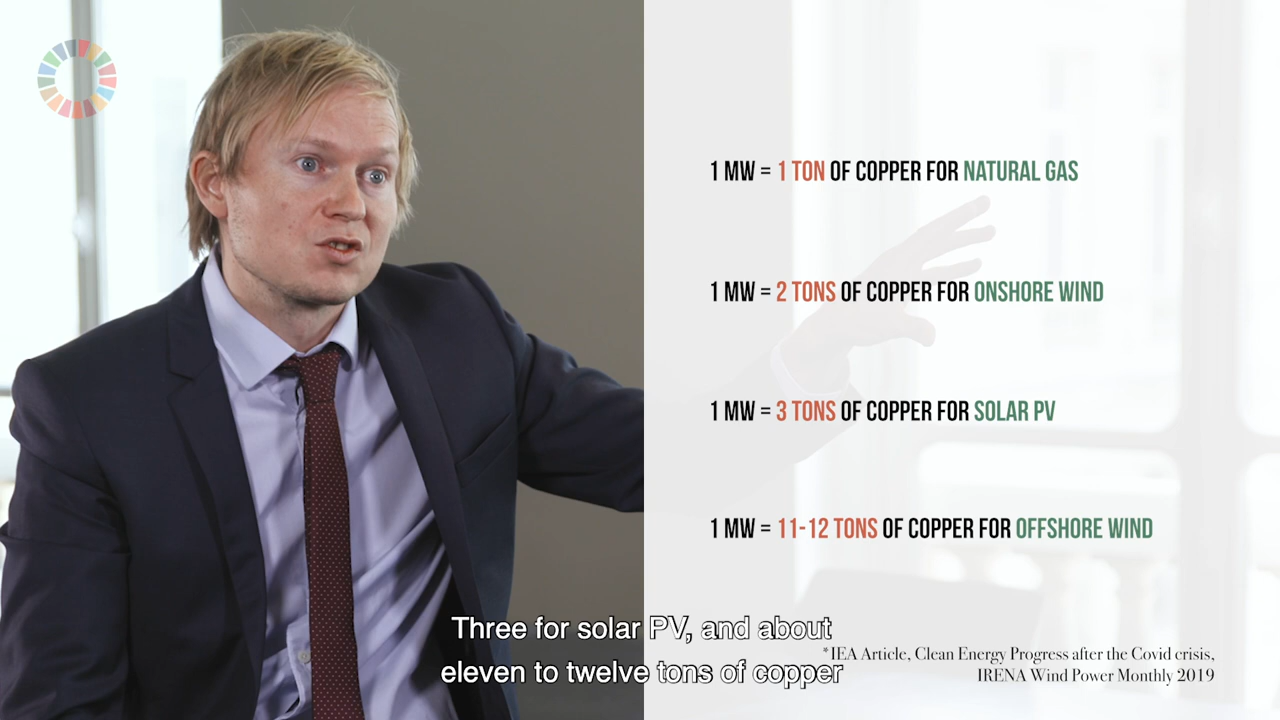 1 MW = 1 TON OF COPPER FOR NATURAL GAS
1 MW = 2 TONS OF COPPER FOR ONSHORE WIND
1 MW = 3 TONS OF COPPER FOR SOLAR PV
1 MW = 11-12 TONS OF COPPER FOR OFFSHORE WIND
Three for solar PV, and about
eleven to twelve tons of copper
*IEA Article, Clean Energy Progress after the Covid crisis,
IRENA Wind Power Monthly 2019